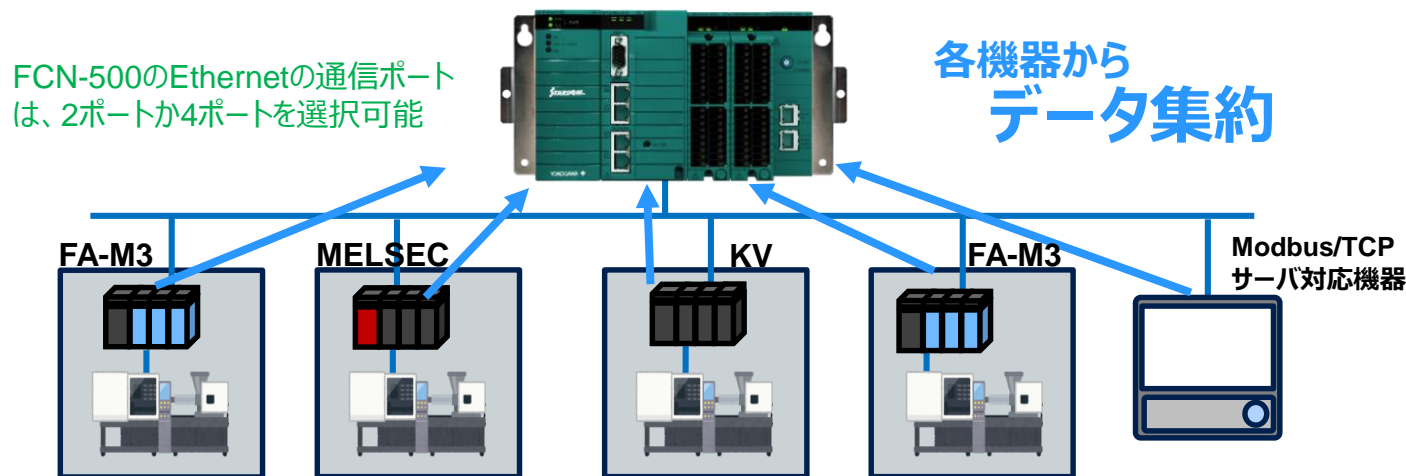 FCN-500のEthernetの通信ポート
は、2ポートか4ポートを選択可能
各機器から
データ集約
STARDOM
YOKOGAWA
FA-M3
MELSEC
KV
FA-M3
Modbus/TCP
サーバ対応機器